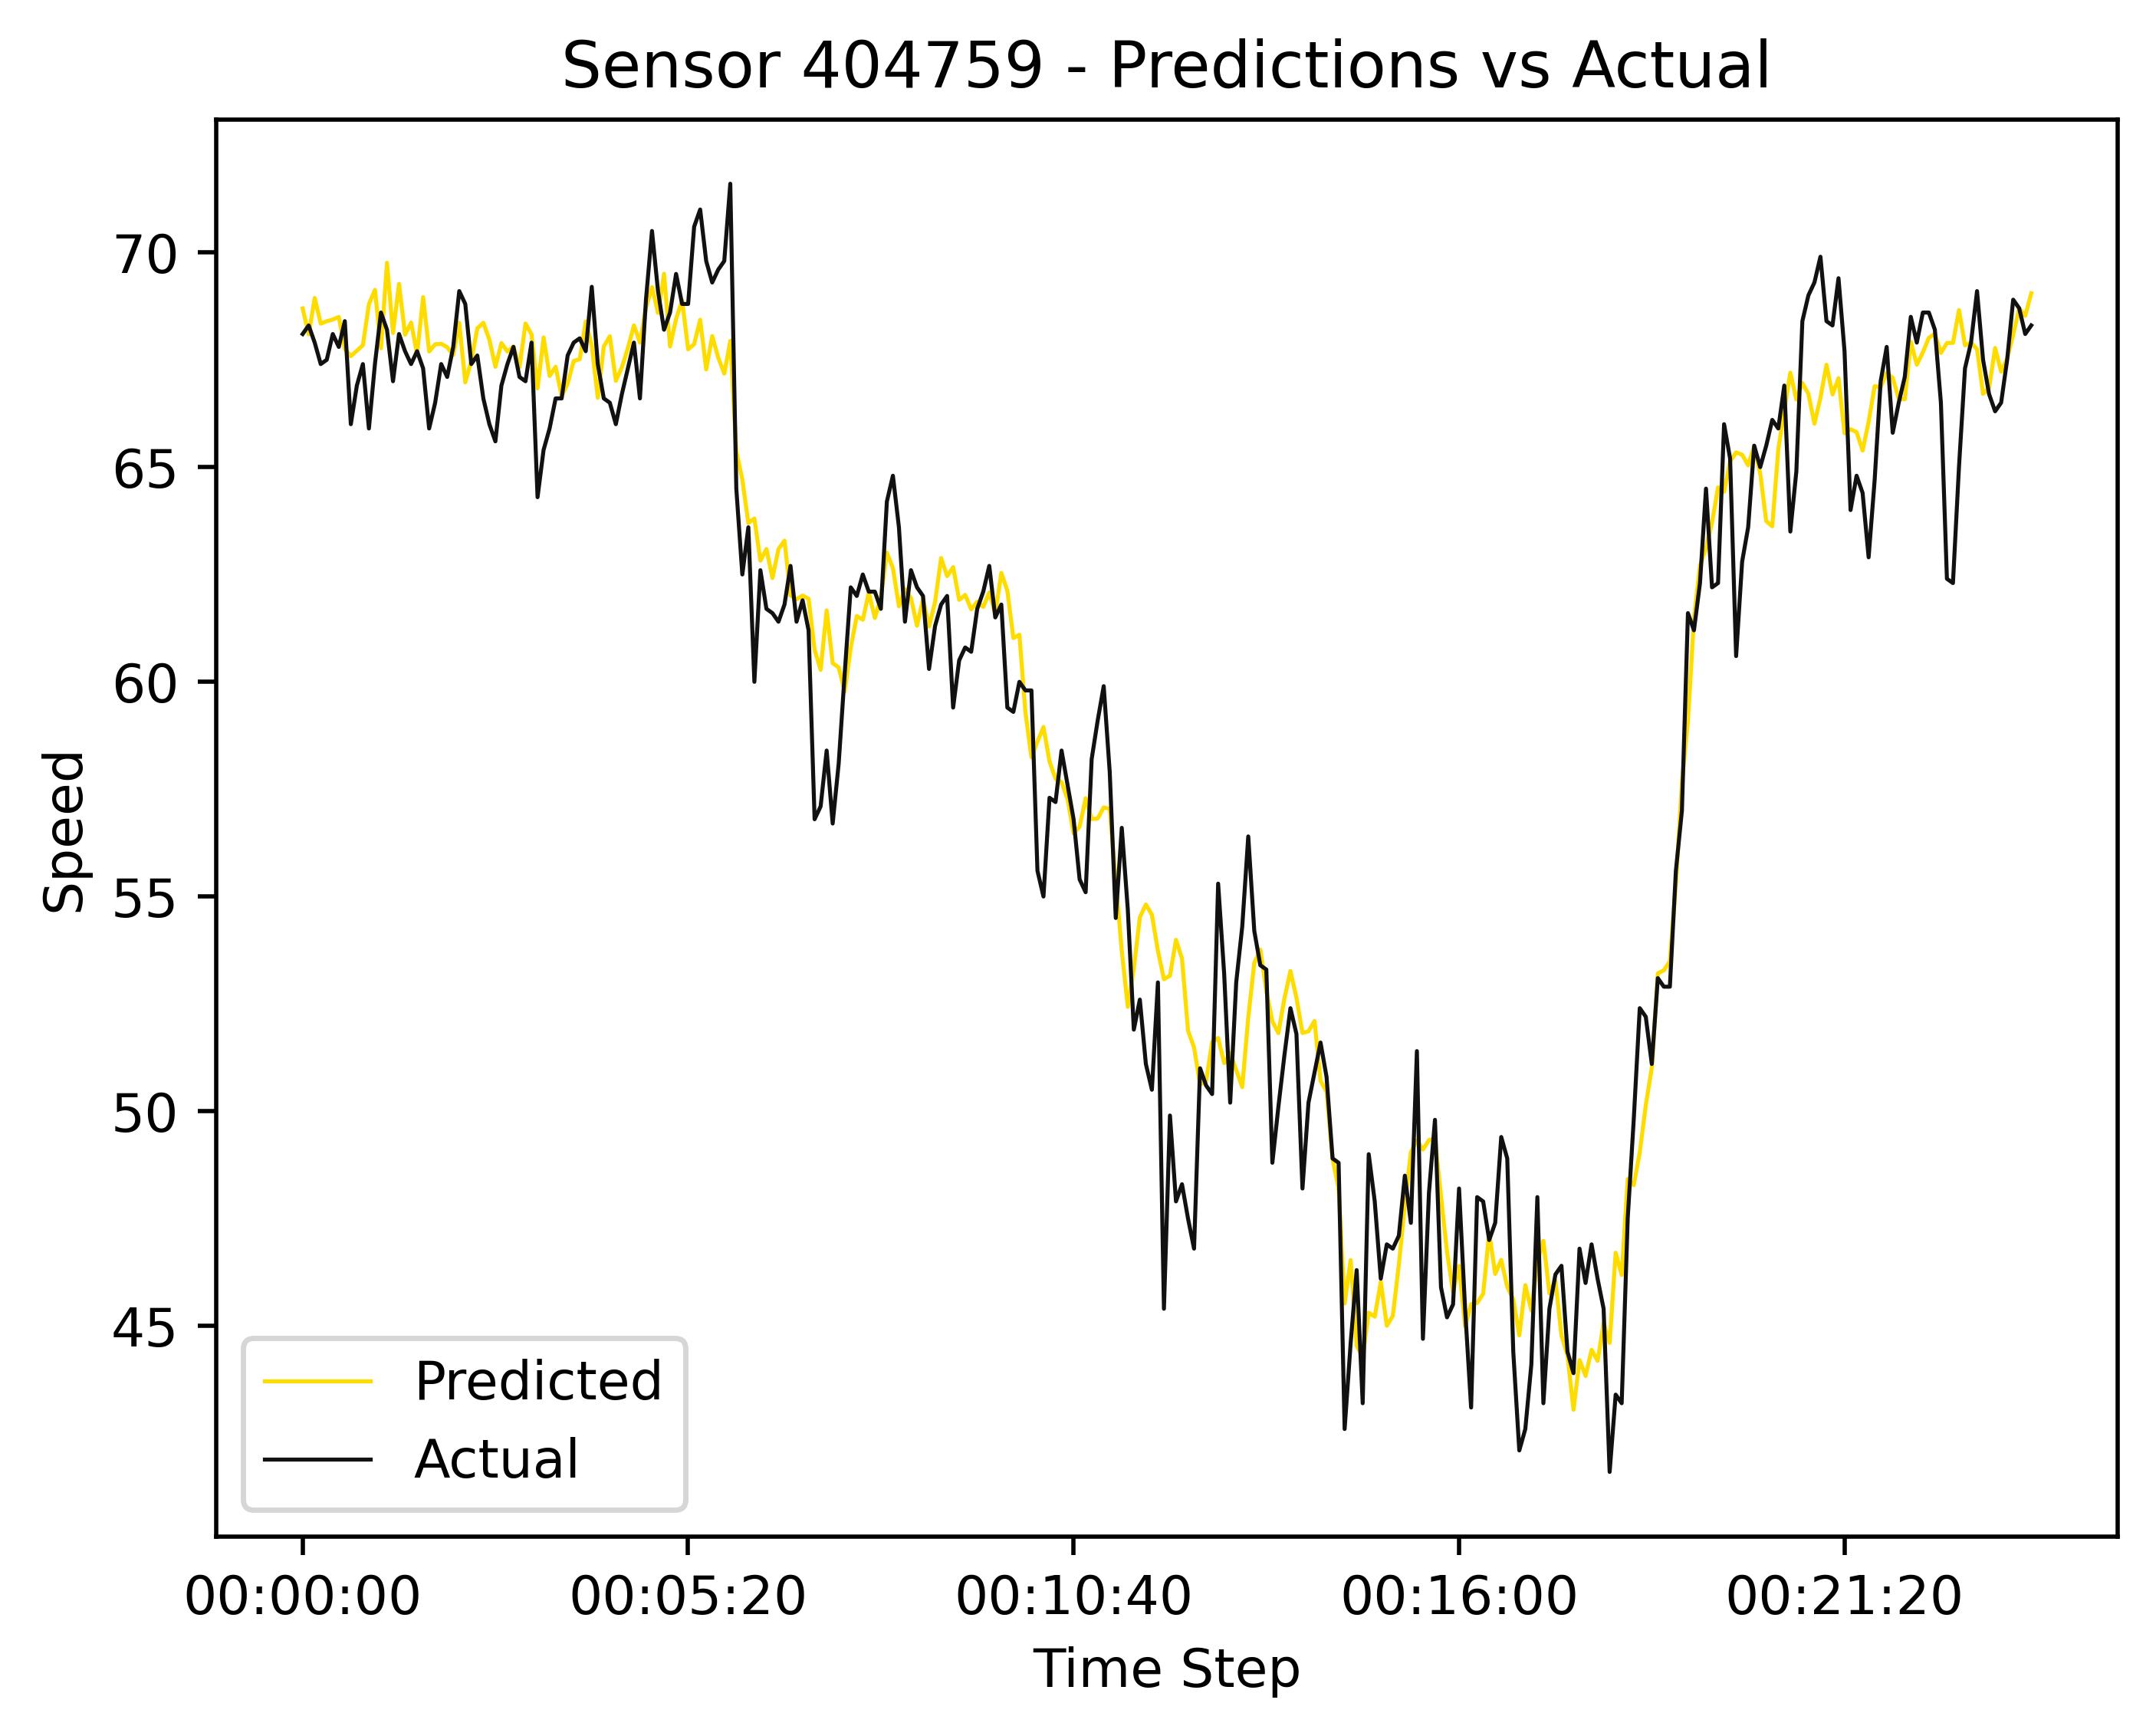 Sensor 404759 - Predictions vs Actual
70
65
60
55
50
45
Speed
Predicted
Actual
00:00:00
00:05:20
00:10:40
00:16:00
00:21:20
Time Step